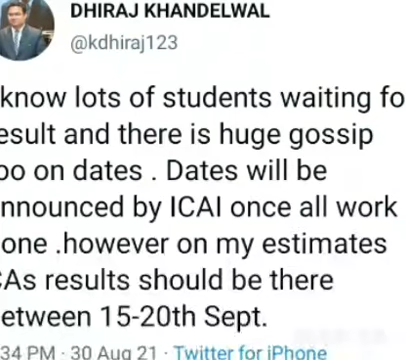 DHIRAJ KHANDELWAL
@kdhiraj123
know lots of students waiting fo
esult and there is huge gossip
oo on dates . Dates will be
nnounced by ICAI once all work
one .however on my estimates
CAs results should be there
etween 15-20th Sept.
34 PM · 30 Aug 21 · Twitter for iPhone